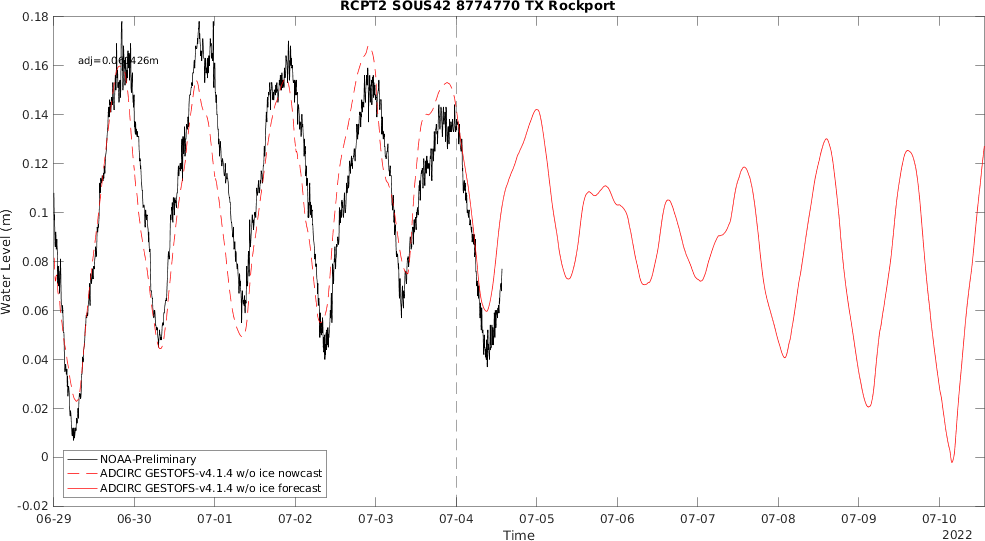 RCPT2 SOUS42 8774770 TX Rockport
0.18
0.16
0.14
0.12
0.1
0.08
0.06
0.04
0.02
0
-0.02
Water Level (m)
NOAA-Preliminary
ADCIRC GESTOFS-v4.1.4 w/o ice nowcast
ADCIRC GESTOFS-v4.1.4 w/o ice forecast
06-29 06-30 07-01 07-02 07-03 07-04 07-05 07-06 07-07 07-08 07-09 07-10
Time
2022